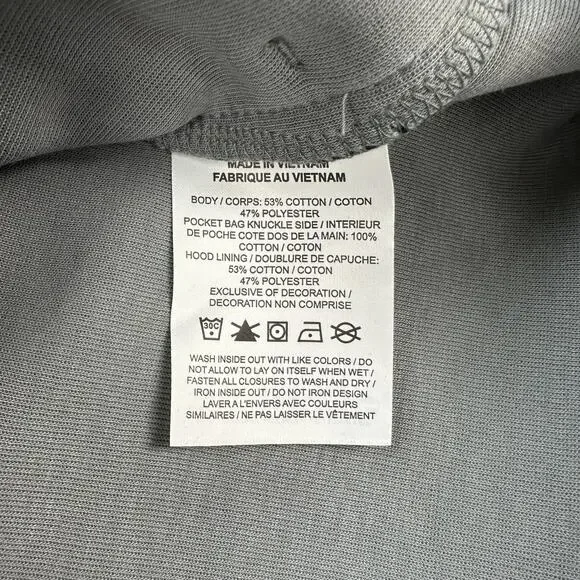 MADE IN VIETNAM
FABRIQUE AU VIETNAM
BODY / CORPS: 53% COTTON / COTON
47% POLYESTER
POCKET BAG KNUCKLE SIDE / INTERIEUR
DE POCHE COTE DOS DE LA MAIN: 100%
COTTON / COTON
HOOD LINING / DOUBLURE DE CAPUCHE:
53% COTTON / COTON
47% POLYESTER
EXCLUSIVE OF DECORATION /
DECORATION NON COMPRISE
30C
WASH INSIDE OUT WITH LIKE COLORS / DO
NOT ALLOW TO LAY ON ITSELF WHEN WET /
FASTEN ALL CLOSURES TO WASH AND DRY /
IRON INSIDE OUT / DO NOT IRON DESIGN
LAVER A L'ENVERS AVEC COULEURS
SIMILAIRES / NE PAS LAISSER LE VÊTEMENT